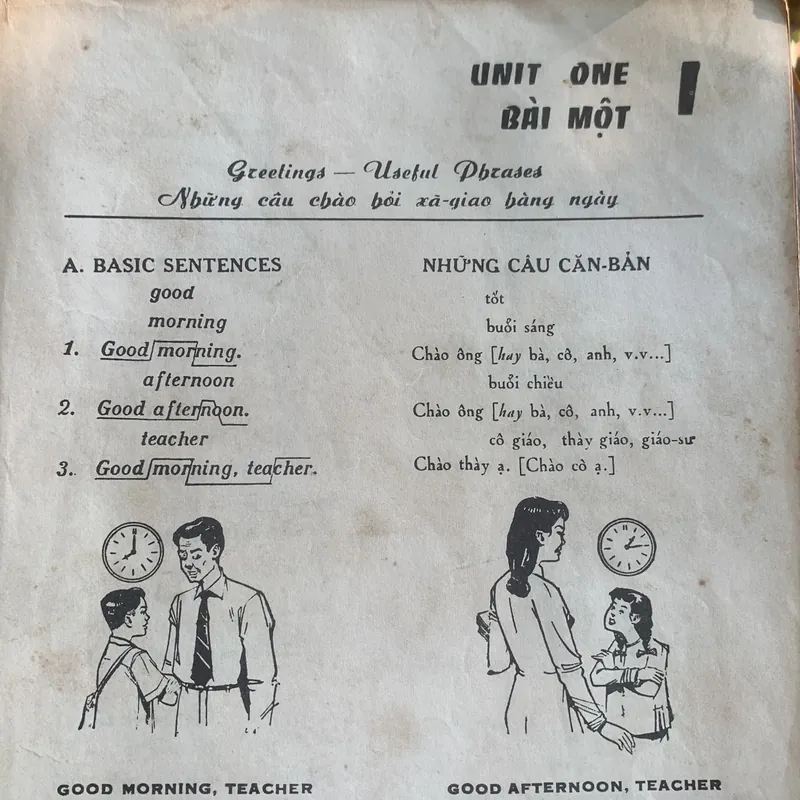 UNIT ONE 1
BÀI MỘT
Greetings — Useful Phrases
Những câu chào hỏi xã-giao hàng ngày
A. BASIC SENTENCES NHỮNG CÂU CĂN-BẢN
good tốt
morning buổi sáng
1. Good morning. Chào ông [hay bà, cô, anh, v.v...]
afternoon buổi chiều
2. Good afternoon. Chào ông [hay bà, cô, anh, v.v...]
teacher cô giáo, thày giáo, giáo-sư
3. Good morning, teacher. Chào thày ạ. [Chào cô ạ.]
GOOD MORNING, TEACHER GOOD AFTERNOON, TEACHER